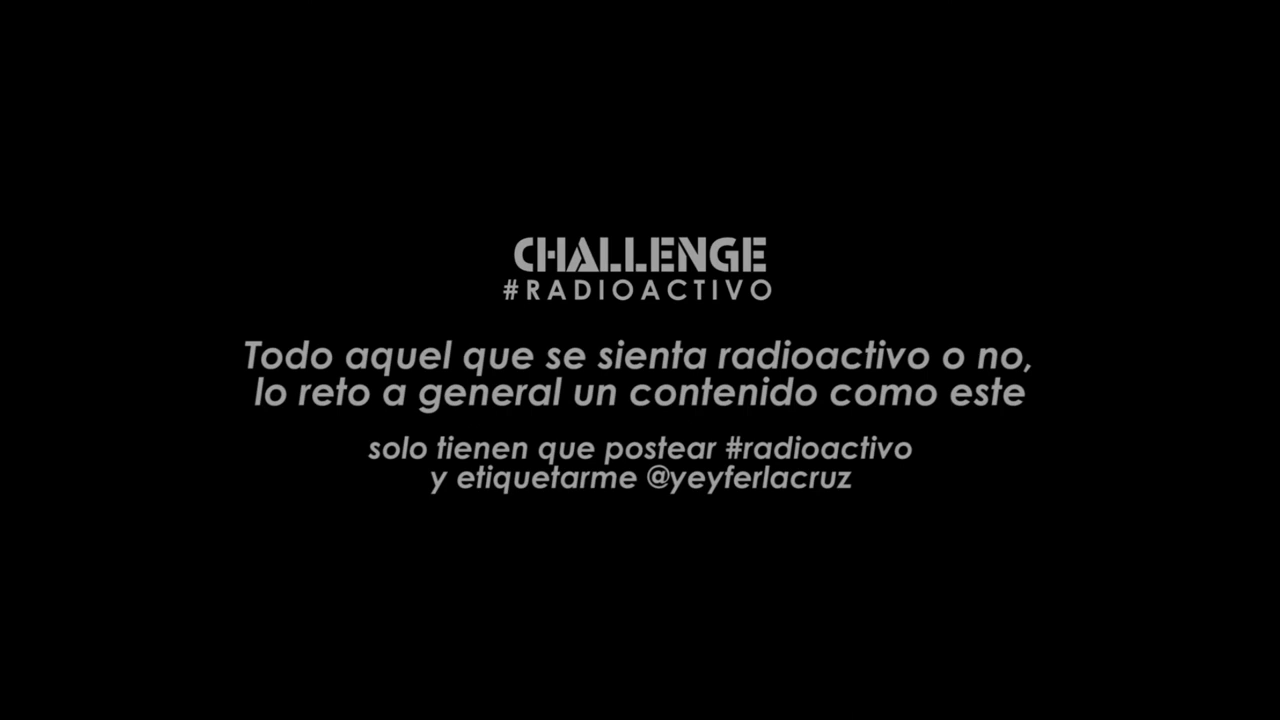 CHALLENGE
#RADIOACTIVO
Todo aquel que se sienta radioactivo o no,
lo reto a general un contenido como este
solo tienen que postear #radioactivo
y etiquetarme @yeyferlacruz